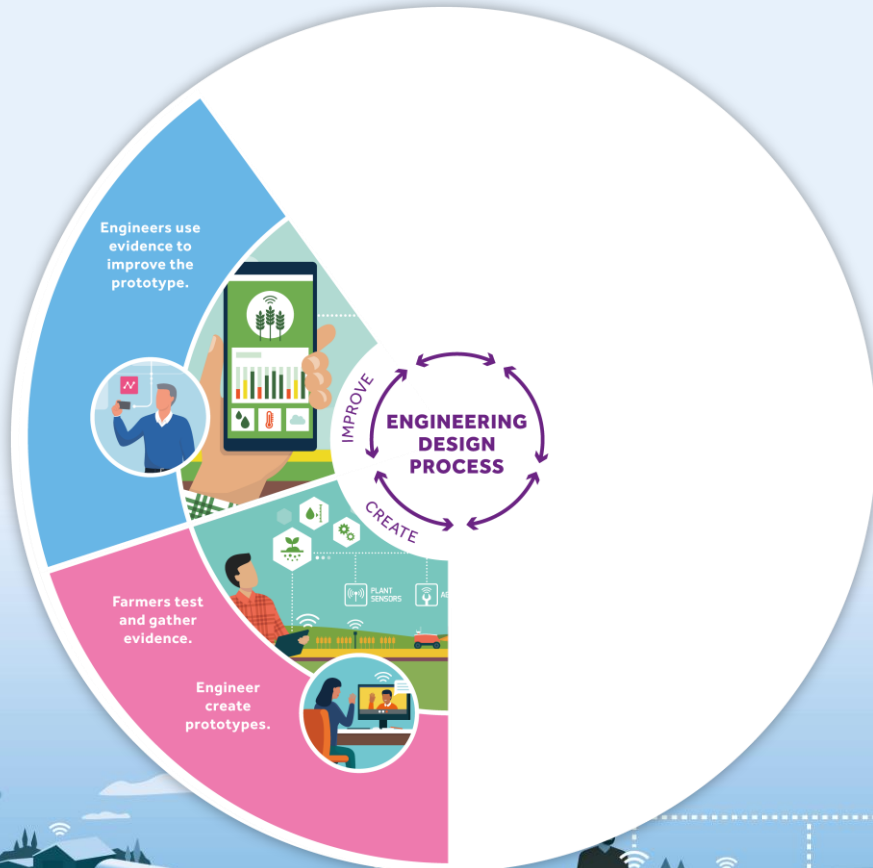 Engineers use
evidence to
improve the
prototype.
IMPROVE
ENGINEERING
DESIGN
PROCESS
CREATE
PLANT
SENSORS
Farmers test
and gather
evidence.
Engineer
create
prototypes.